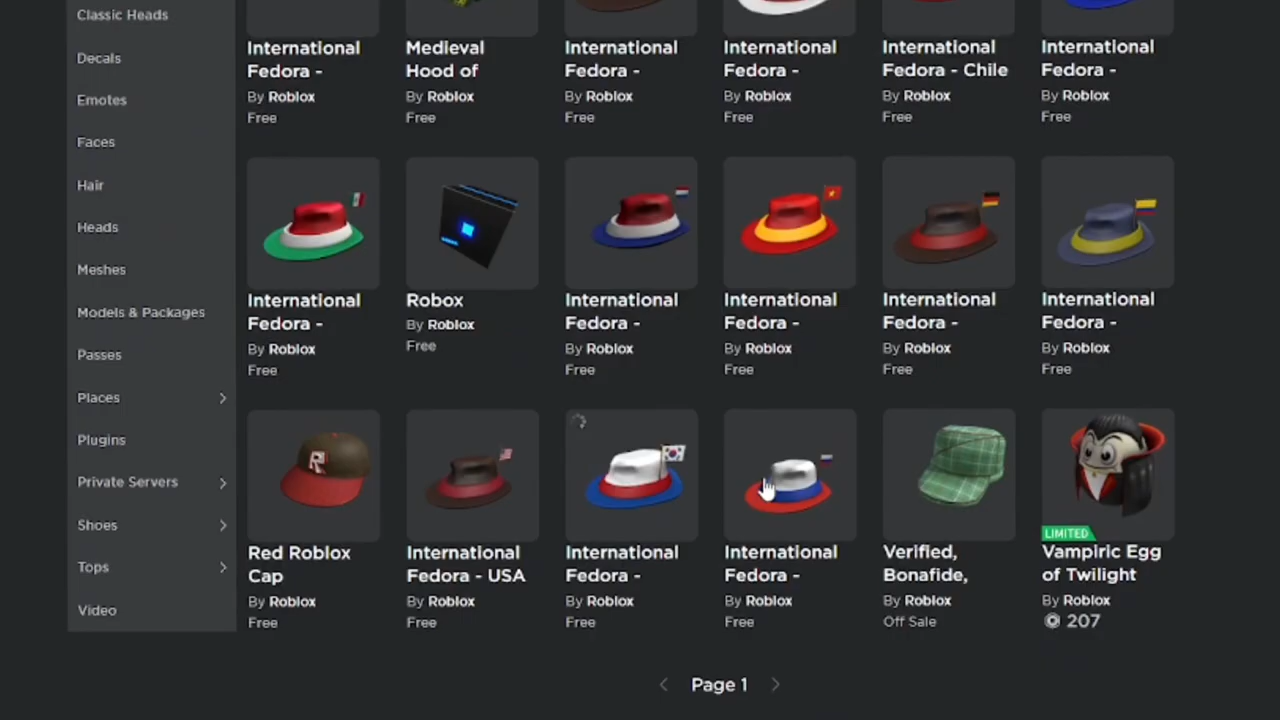 Classic Heads
Decals
Emotes
Faces
Hair
Heads
Meshes
Models & Packages
Passes
Places
Plugins
Private Servers
Shoes
Tops
Video
International
Fedora -
By Roblox
Free
Medieval
Hood of
By Roblox
Free
International
Fedora -
By Roblox
Free
International
Fedora -
By Roblox
Free
International
Fedora - Chile
By Roblox
Free
International
Fedora -
By Roblox
Free
International
Fedora -
By Roblox
Free
Robox
By Roblox
Free
International
Fedora -
By Roblox
Free
International
Fedora -
By Roblox
Free
International
Fedora -
By Roblox
Free
International
Fedora -
By Roblox
Free
R
Red Roblox
Cap
By Roblox
Free
International
Fedora - USA
By Roblox
Free
International
Fedora -
By Roblox
Free
International
Fedora -
By Roblox
Free
Verified,
Bonafide,
By Roblox
Off Sale
LIMITED
Vampiric Egg
of Twilight
By Roblox
207
Page 1